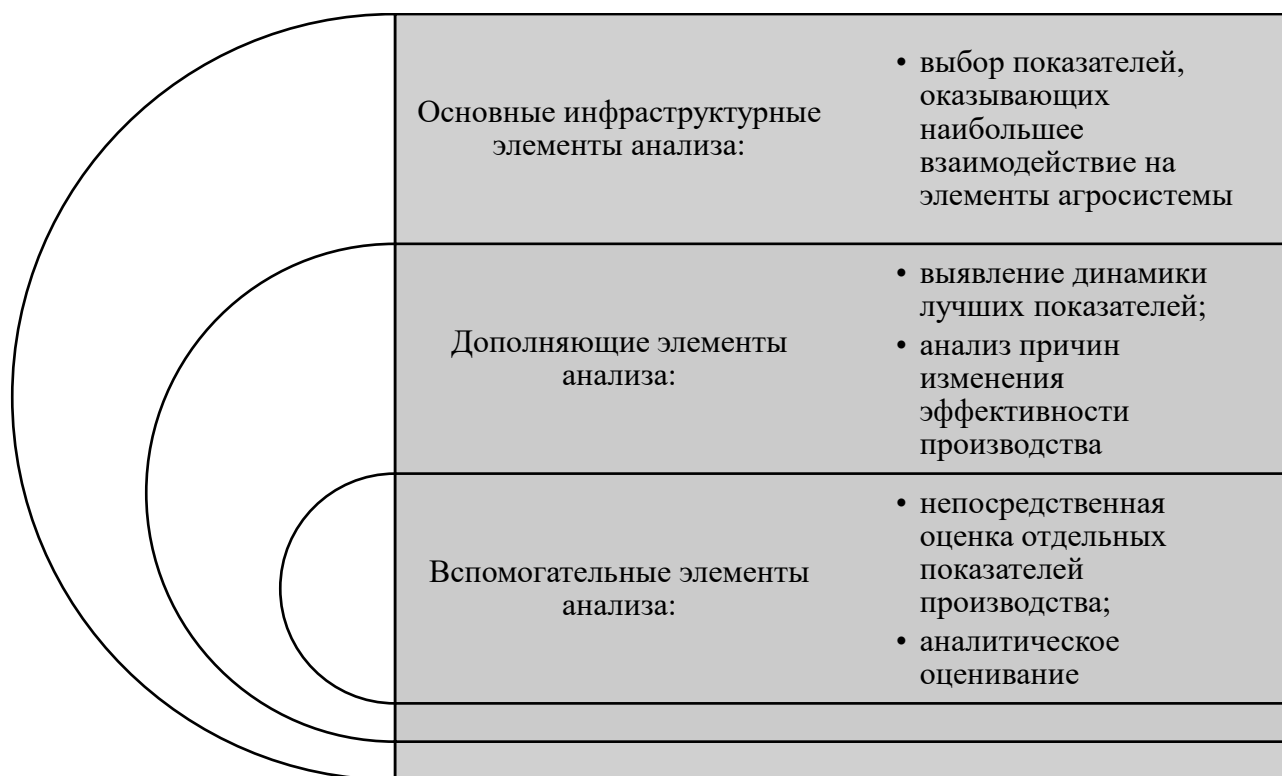 Основные инфраструктурные
элементы анализа:
• выбор показателей,
оказывающих
наибольшее
взаимодействие на
элементы агросистемы
Дополняющие элементы
анализа:
• выявление динамики
лучших показателей;
• анализ причин
изменения
эффективности
производства
Вспомогательные элементы
анализа:
• непосредственная
оценка отдельных
показателей
производства;
• аналитическое
оценивание